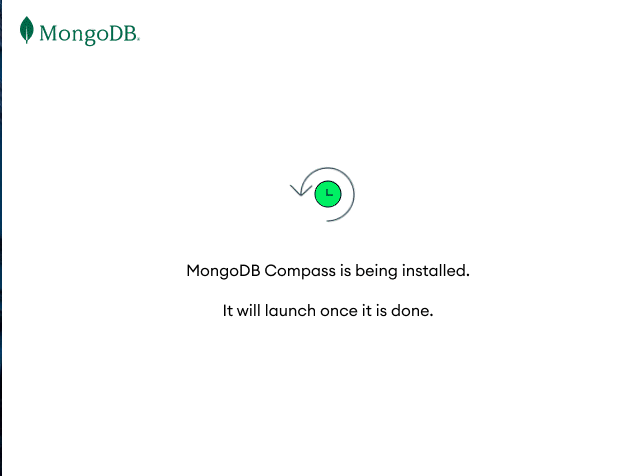 MongoDB.
MongoDB Compass is being installed.
It will launch once it is done.